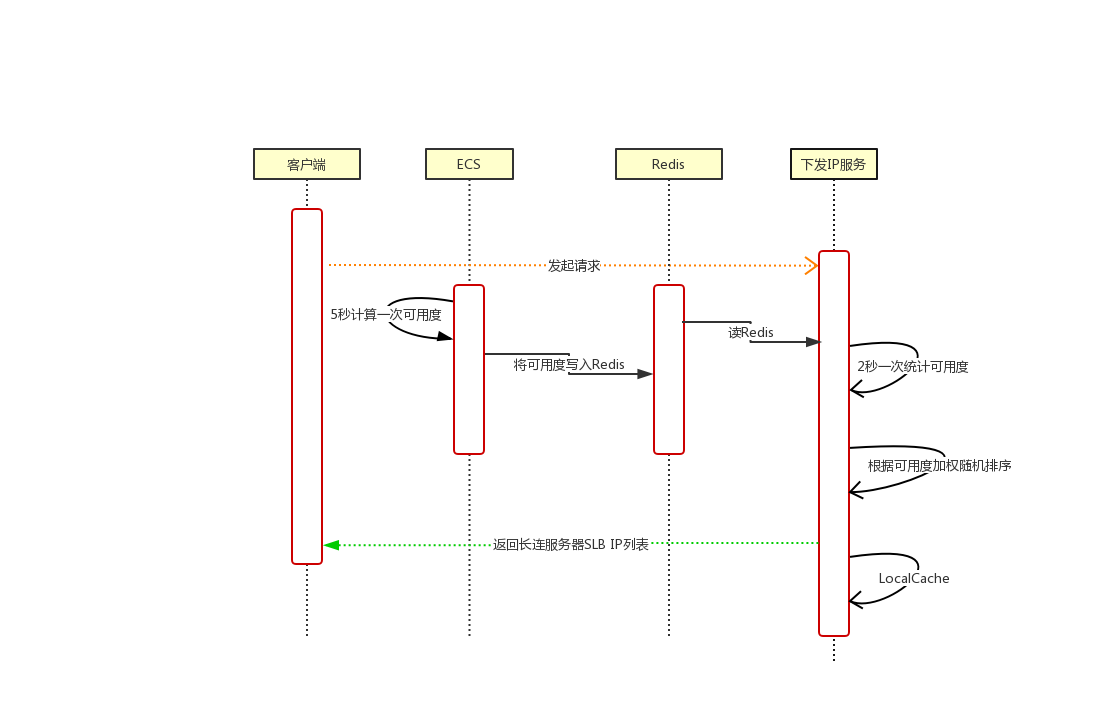 客户端
ECS
Redis
下发IP服务
发起请求
5秒计算一次可用度
读Redis
将可用度写入Redis
2秒一次统计可用度
根据可用度加权随机排序
返回长连服务器SLB IP列表
LocalCache